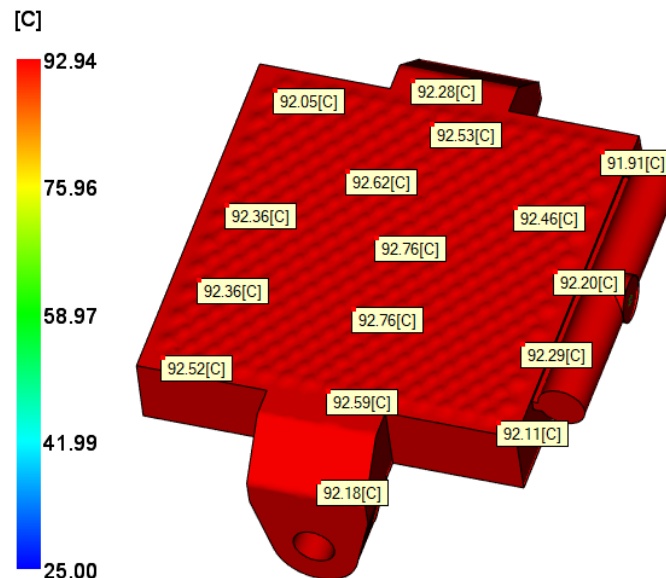 [C]
92.94
75.96
58.97
41.99
25.00
92.28[C]
92.05[C]
92.53[C]
91.91[C]
92.62[C]
92.36[C]
92.46[C]
92.76[C]
92.20[C]
92.36[C]
92.76[C]
92.29[C]
92.52[C]
92.59[C]
92.11[C]
92.18[C]